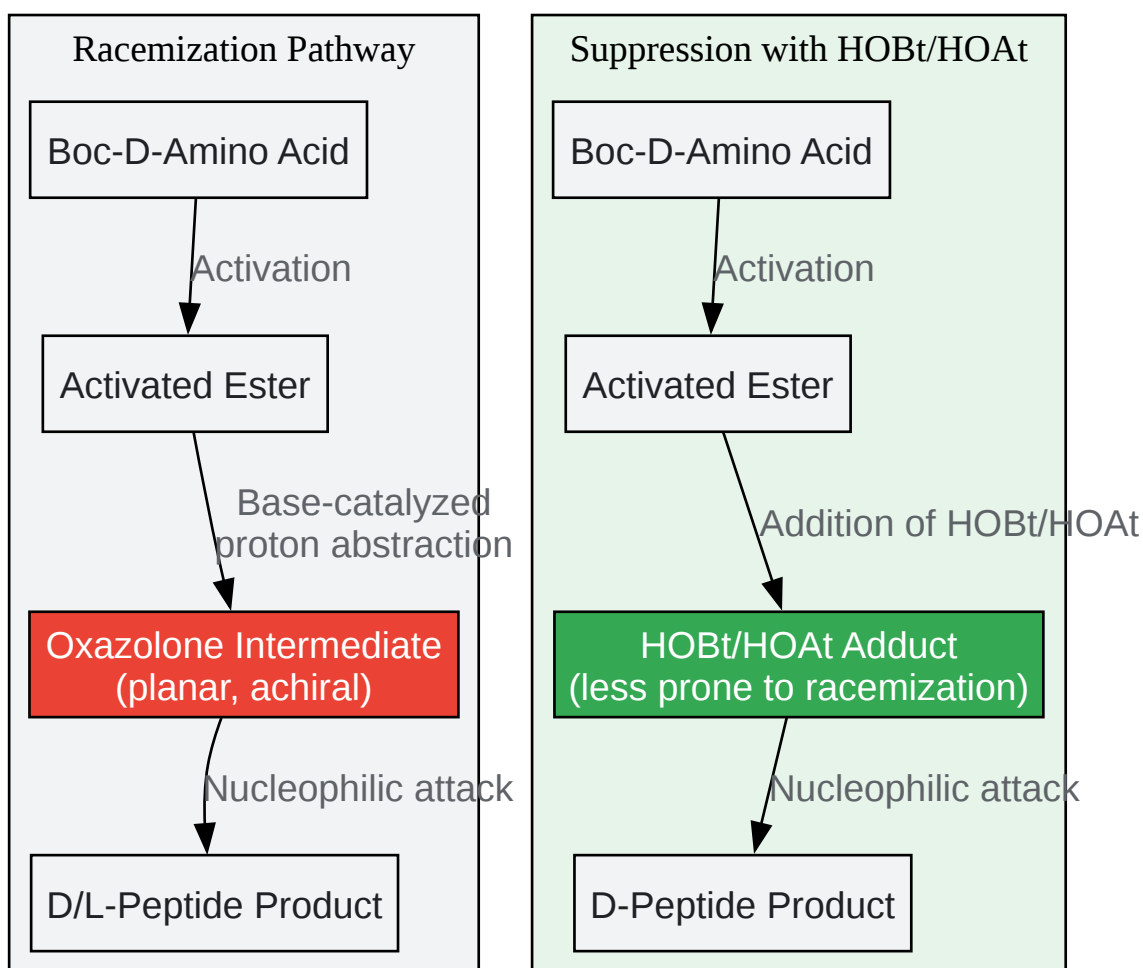 Racemization Pathway
Boc-D-Amino Acid
Activation
Activated Ester
Base-catalyzed
proton abstraction
Oxazolone Intermediate
(planar, achiral)
Nucleophilic attack
D/L-Peptide Product
Suppression with HOBt/HOAt
Boc-D-Amino Acid
Activation
Activated Ester
Addition of HOBt/HOAt
HOBt/HOAt Adduct
(less prone to racemization)
Nucleophilic attack
D-Peptide Product